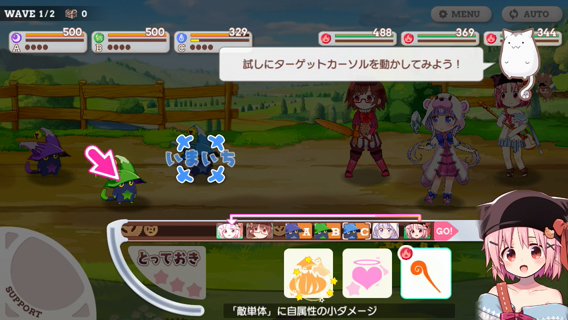 WAVE 1/2 0
MENU
AUTO
500
500
329
488
369
344
A
B
C
試しにターゲットカーソルを動かしてみよう！
いまいち
A
B
C
GO!
とっておき
SUPPORT
「敵単体」に自属性の小ダメージ